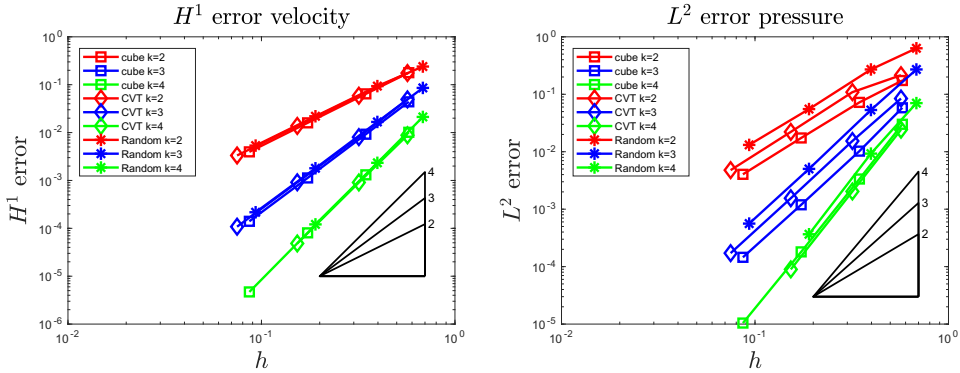 H¹ error velocity
10⁰
10⁻¹
10⁻²
10⁻³
10⁻⁴
10⁻⁵
10⁻⁶
H¹ error
cube k=2
cube k=3
cube k=4
CVT k=2
CVT k=3
CVT k=4
Random k=2
Random k=3
Random k=4
4
3
2
10⁻² 10⁻¹ 10⁰
h
L² error pressure
10⁰
10⁻¹
10⁻²
10⁻³
10⁻⁴
10⁻⁵
L² error
cube k=2
cube k=3
cube k=4
CVT k=2
CVT k=3
CVT k=4
Random k=2
Random k=3
Random k=4
4
3
2
10⁻² 10⁻¹ 10⁰
h